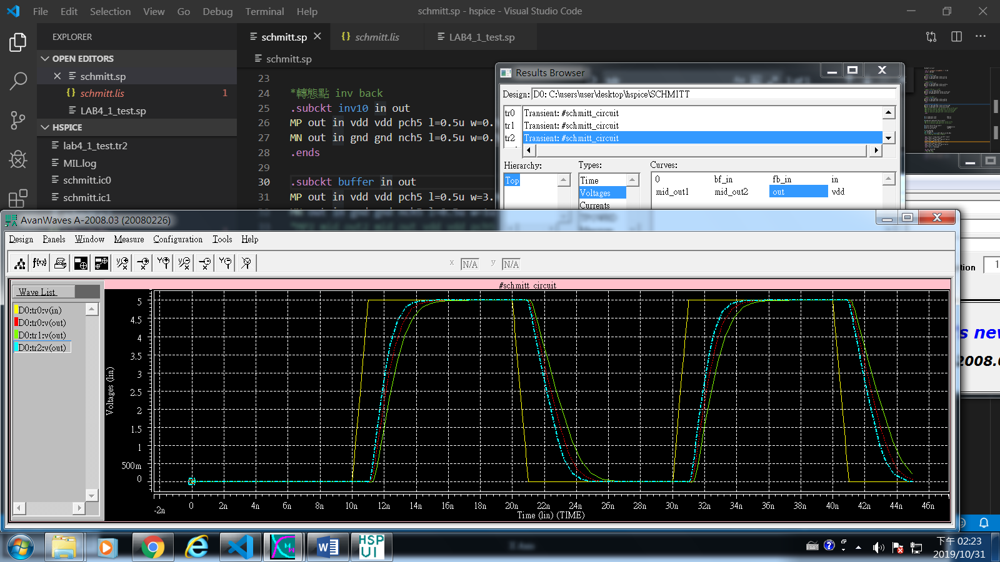 File Edit Selection View Go Debug Terminal Help
schmitt.sp - hspice - Visual Studio Code
EXPLORER
OPEN EDITORS
schmitt.sp
schmitt.lis 1
LAB4_1_test.sp
HSPICE
lab4_1_test.tr2
MIL.log
schmitt.ic0
schmitt.ic1
schmitt.sp
schmitt.lis
LAB4_1_test.sp
schmitt.sp
23
24 *轉態點 inv back
25 .subckt inv10 in out
26 MP out in vdd vdd pch5 l=0.5u w=0.
27 MN out in gnd gnd nch5 l=0.5u w=0.
28 .ends
29
30 .subckt buffer in out
31 MP out in vdd vdd pch5 l=0.5u w=3.
Results Browser
Design: D0: C:\users\user\desktop\hspice\SCHMITT
tr0 Transient: #schmitt_circuit
tr1 Transient: #schmitt_circuit
tr2 Transient: #schmitt_circuit
Hierarchy: Types: Curves:
Top
Time
Voltages
Currents
0 bf_in fb_in in
mid_out1 mid_out2 out vdd
AvanWaves A-2008.03 (20080226)
Design Panels Window Measure Configuration Tools Help
x N/A y N/A
Wave List
D0:tr0:v(in)
D0:tr0:v(out)
D0:tr1:v(out)
D0:tr2:v(out)
#schmitt_circuit
Voltages (lin)
5
4.5
4
3.5
3
2.5
2
1.5
1
500m
0
-2n 0 2n 4n 6n 8n 10n 12n 14n 16n 18n 20n 22n 24n 26n 28n 30n 32n 34n 36n 38n 40n 42n 44n 46n
Time (lin) (TIME)
tion 1
s new
2008.0
HSP UI
下午 02:23
2019/10/31